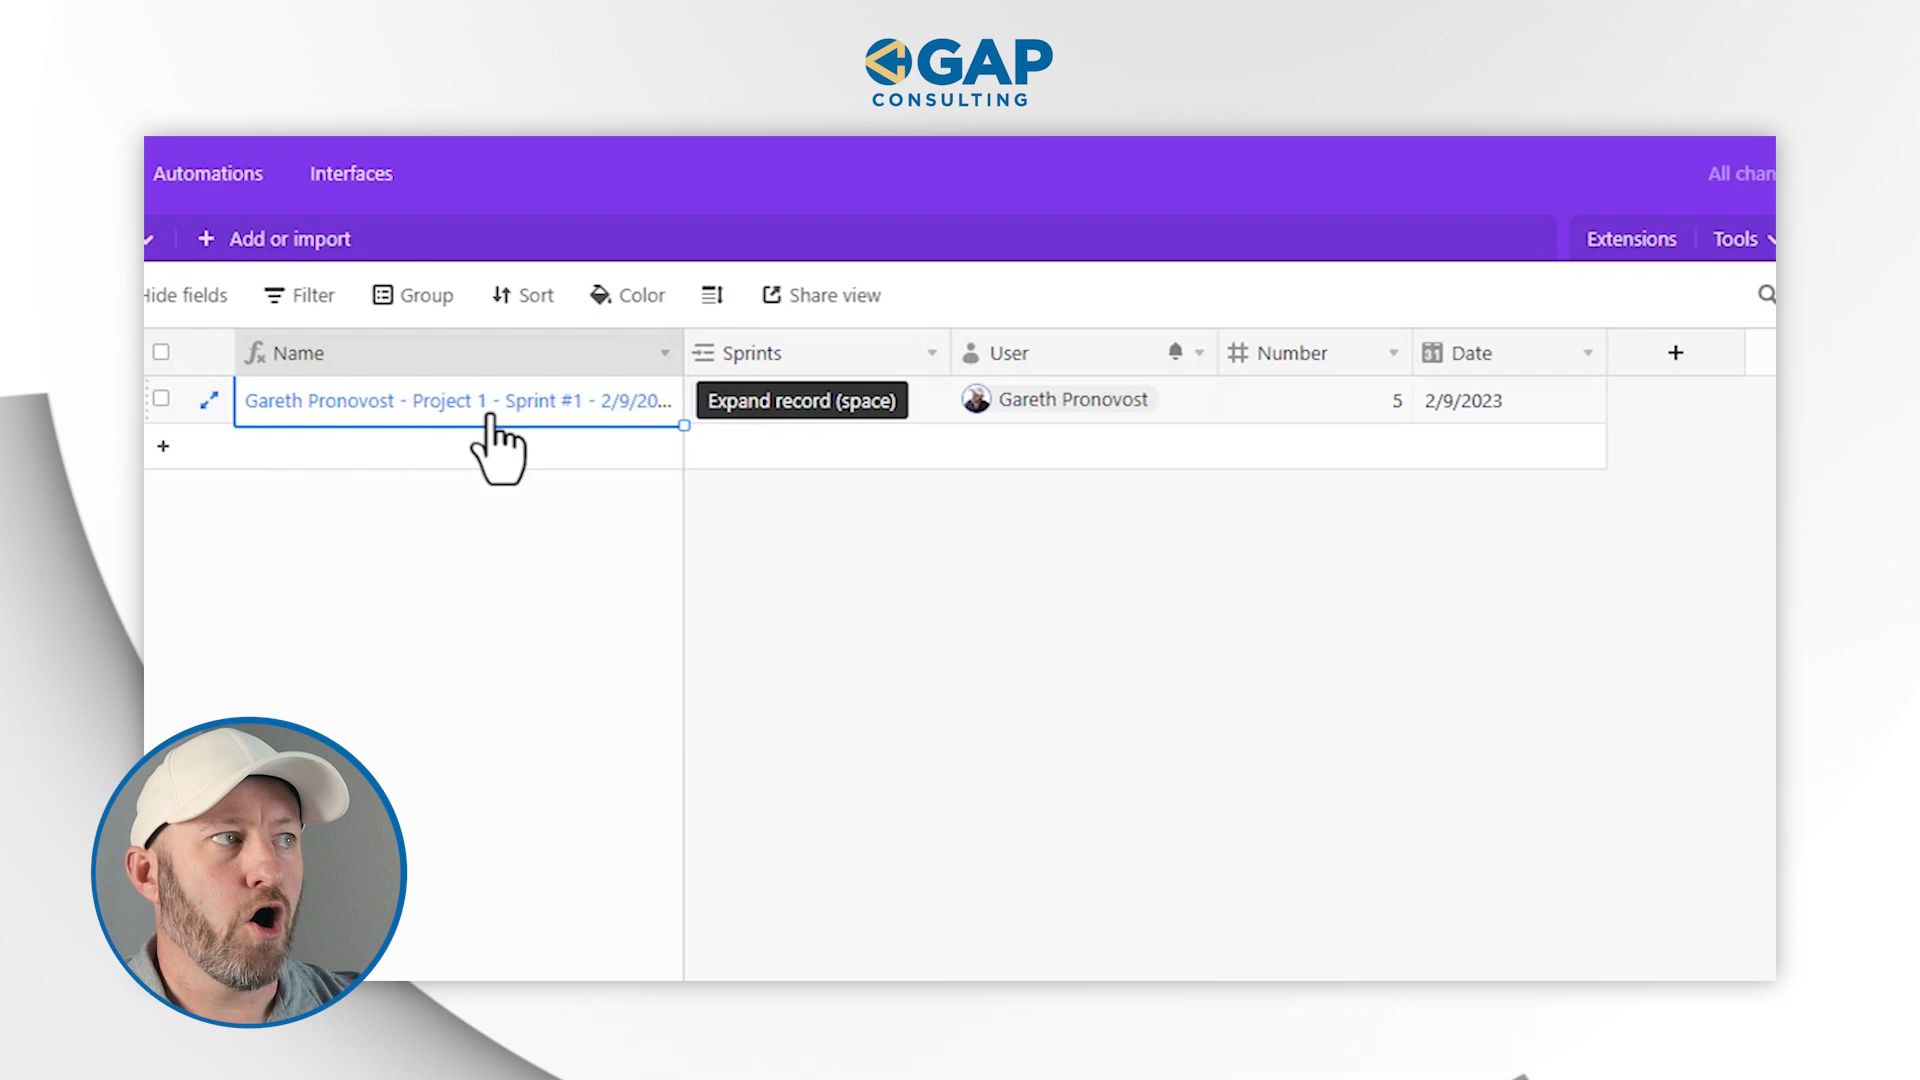 GAP
CONSULTING
Automations Interfaces All chan
Add or import Extensions Tools
Hide fields Filter Group Sort Color Share view
Name Sprints User Number Date
Gareth Pronovost - Project 1 - Sprint #1 - 2/9/20... Expand record (space) Gareth Pronovost 5 2/9/2023